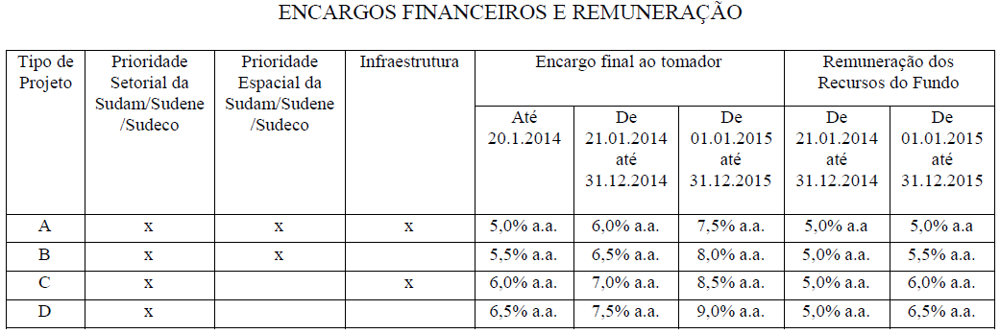 ENCARGOS FINANCEIROS E REMUNERAÇÃO
Tipo de Projeto | Prioridade Setorial da Sudam/Sudene /Sudeco | Prioridade Espacial da Sudam/Sudene /Sudeco | Infraestrutura | Encargo final ao tomador | Remuneração dos Recursos do Fundo
Até 20.1.2014 | De 21.01.2014 até 31.12.2014 | De 01.01.2015 até 31.12.2015 | De 21.01.2014 até 31.12.2014 | De 01.01.2015 até 31.12.2015
A | x | x | x | 5,0% a.a. | 6,0% a.a. | 7,5% a.a. | 5,0% a.a | 5,0% a.a
B | x | x | | 5,5% a.a. | 6,5% a.a. | 8,0% a.a. | 5,0% a.a. | 5,5% a.a.
C | x | | x | 6,0% a.a. | 7,0% a.a. | 8,5% a.a. | 5,0% a.a. | 6,0% a.a.
D | x | | | 6,5% a.a. | 7,5% a.a. | 9,0% a.a. | 5,0% a.a. | 6,5% a.a.